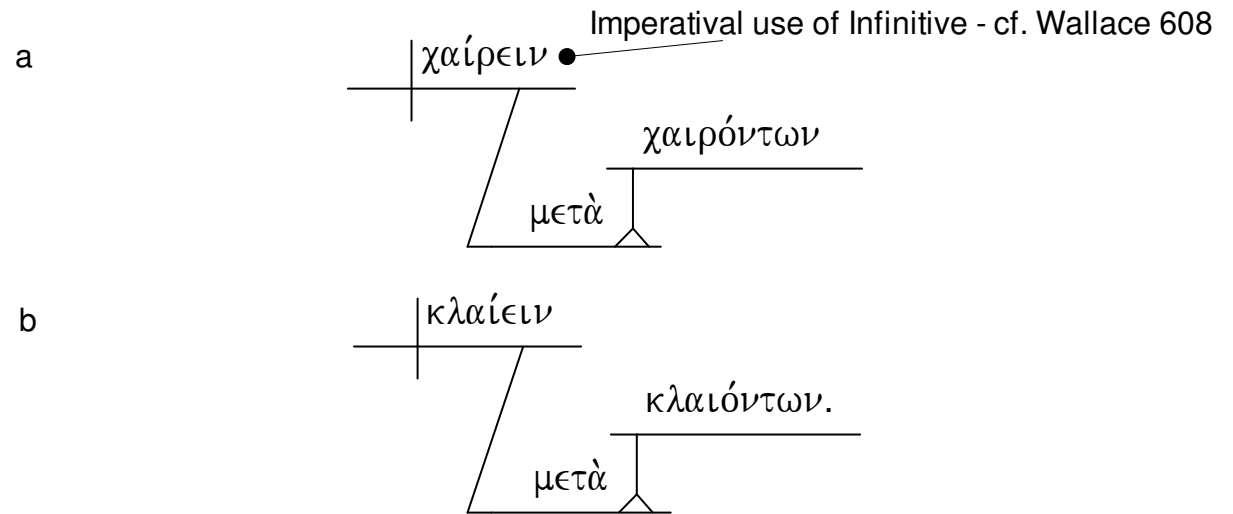 Imperatival use of Infinitive - cf. Wallace 608
a
χαίρειν
χαιρόντων
μετὰ
b
κλαίειν
κλαιόντων.
μετὰ